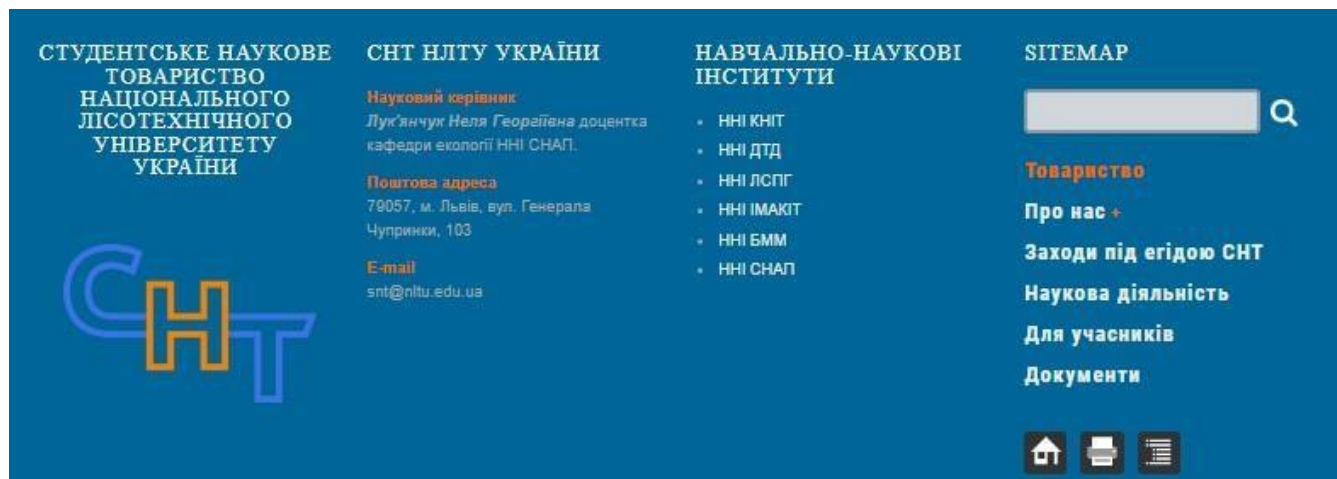 СТУДЕНТСЬКЕ НАУКОВЕ
ТОВАРИСТВО
НАЦІОНАЛЬНОГО
ЛІСОТЕХНІЧНОГО
УНІВЕРСИТЕТУ
УКРАЇНИ
СНТ
СНТ НЛТУ УКРАЇНИ
Науковий керівник
Лук'янчук Неля Георгіївна доцентка
кафедри екології ННІ СНАП.
Поштова адреса
79057, м. Львів, вул. Генерала
Чупринки, 103
E-mail
snt@nltu.edu.ua
НАВЧАЛЬНО-НАУКОВІ
ІНСТИТУТИ
ННІ КНІТ
ННІ ДТД
ННІ ЛСПГ
ННІ ІМАКІТ
ННІ БММ
ННІ СНАП
SITEMAP
Товариство
Про нас +
Заходи під егідою СНТ
Наукова діяльність
Для учасників
Документи